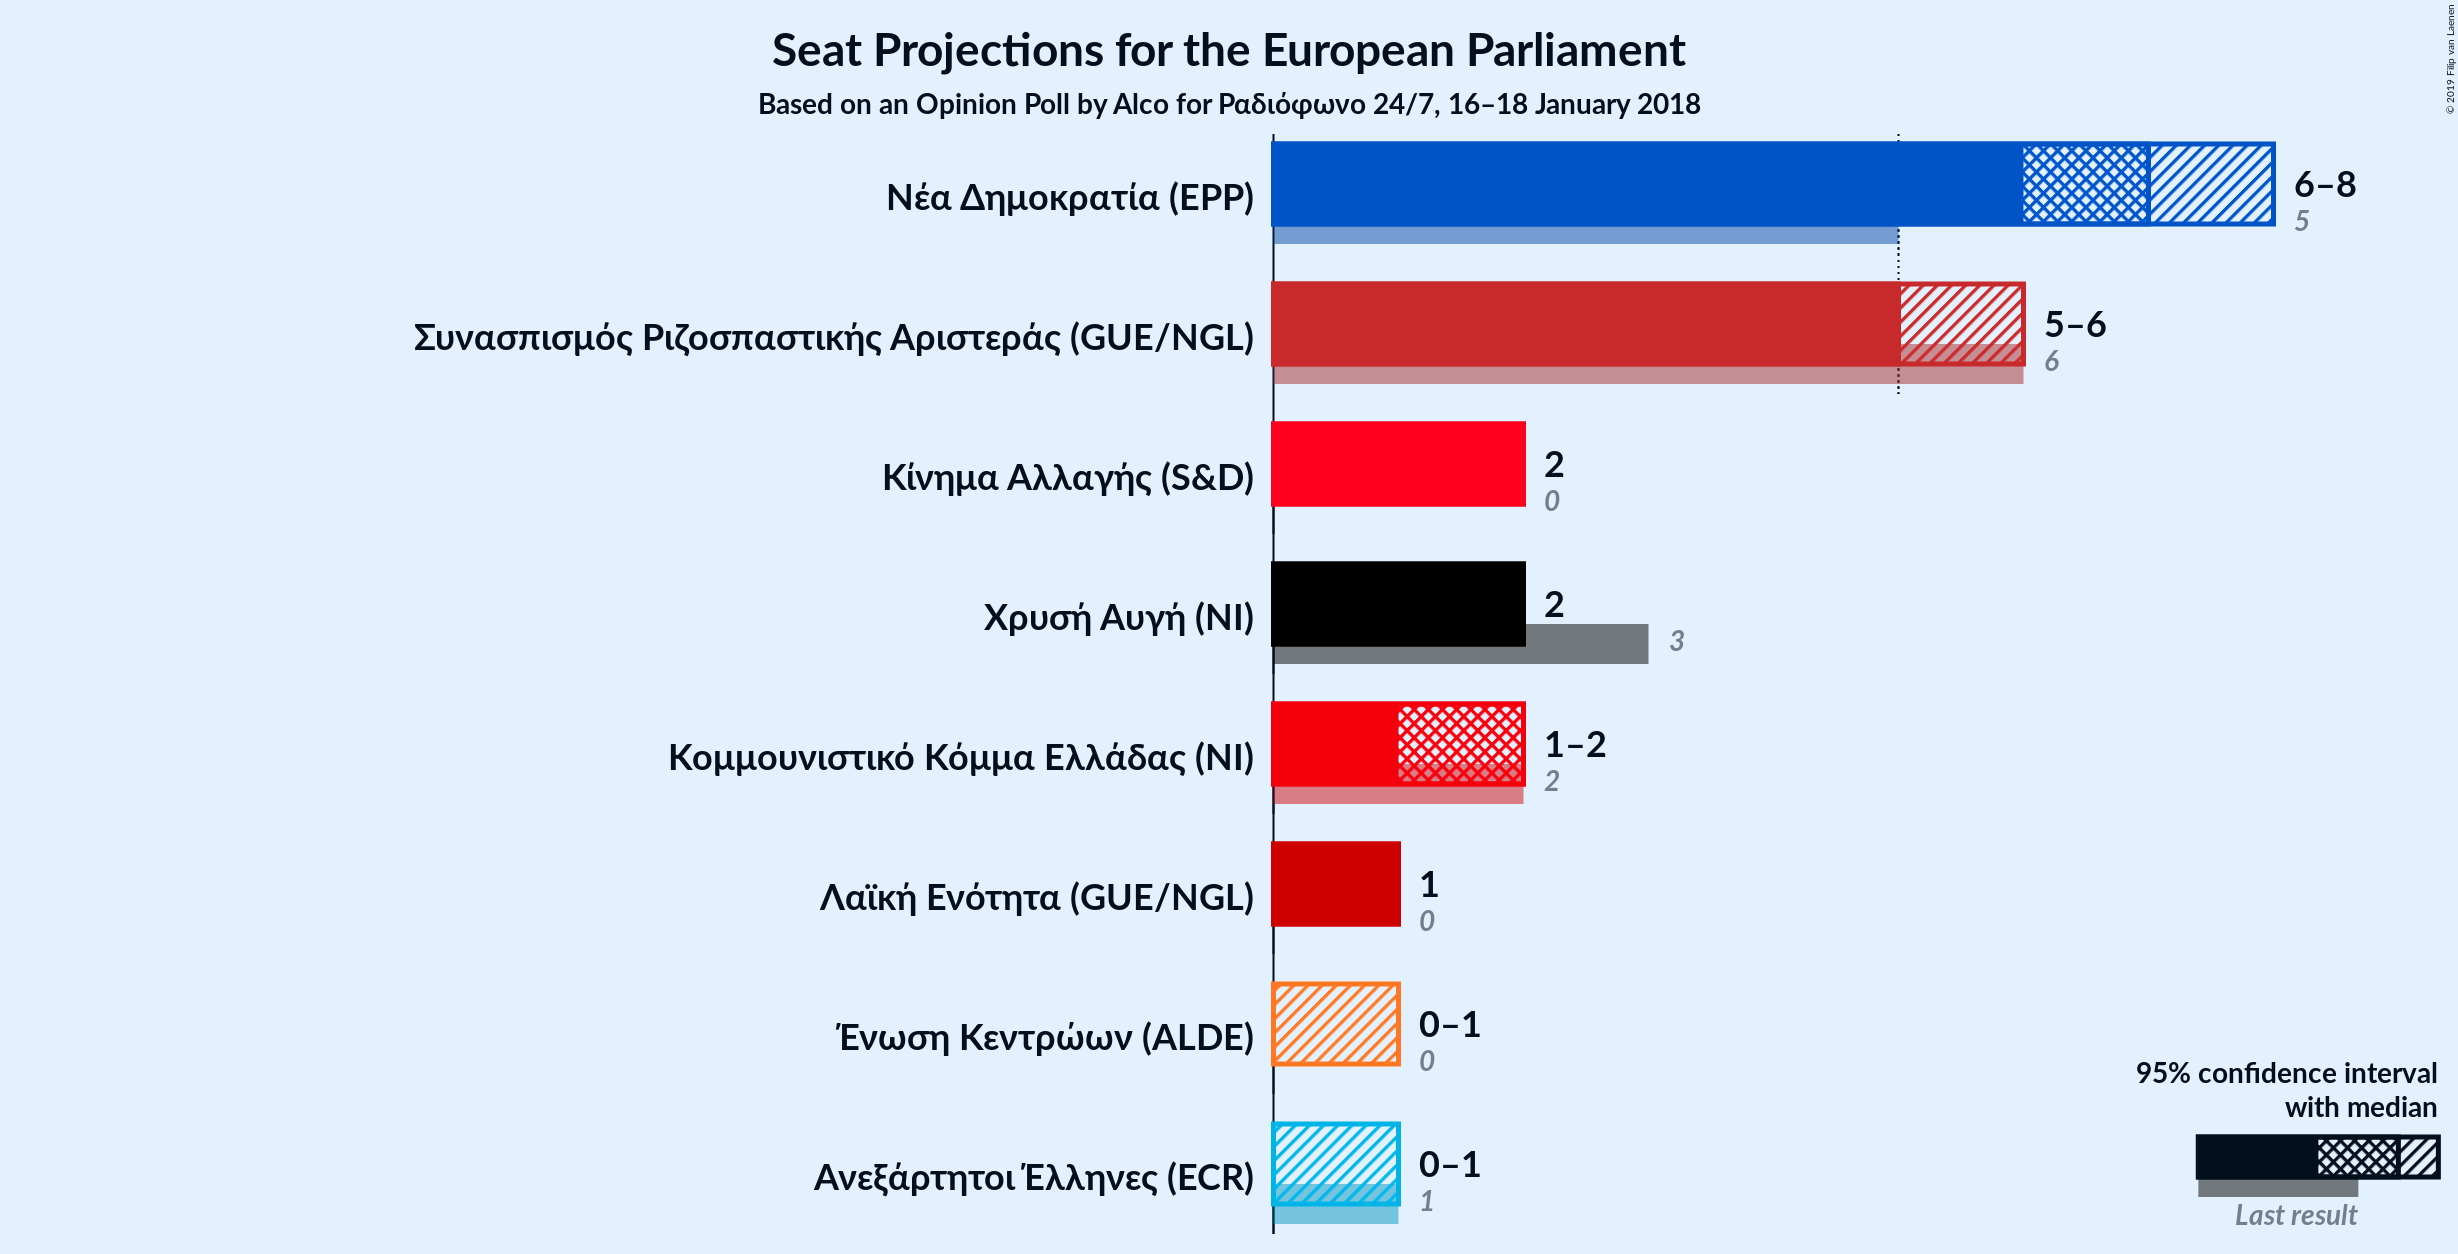 Seat Projections for the European Parliament
Based on an Opinion Poll by Alco for Ραδιόφωνο 24/7, 16–18 January 2018
© 2019 Filip van Laenen
Νέα Δημοκρατία (EPP)
6–8
5
Συνασπισμός Ριζοσπαστικής Αριστεράς (GUE/NGL)
5–6
6
Κίνημα Αλλαγής (S&D)
2
0
Χρυσή Αυγή (NI)
2
3
Κομμουνιστικό Κόμμα Ελλάδας (NI)
1–2
2
Λαϊκή Ενότητα (GUE/NGL)
1
0
Ένωση Κεντρώων (ALDE)
0–1
0
Ανεξάρτητοι Έλληνες (ECR)
0–1
1
95% confidence interval
with median
Last result